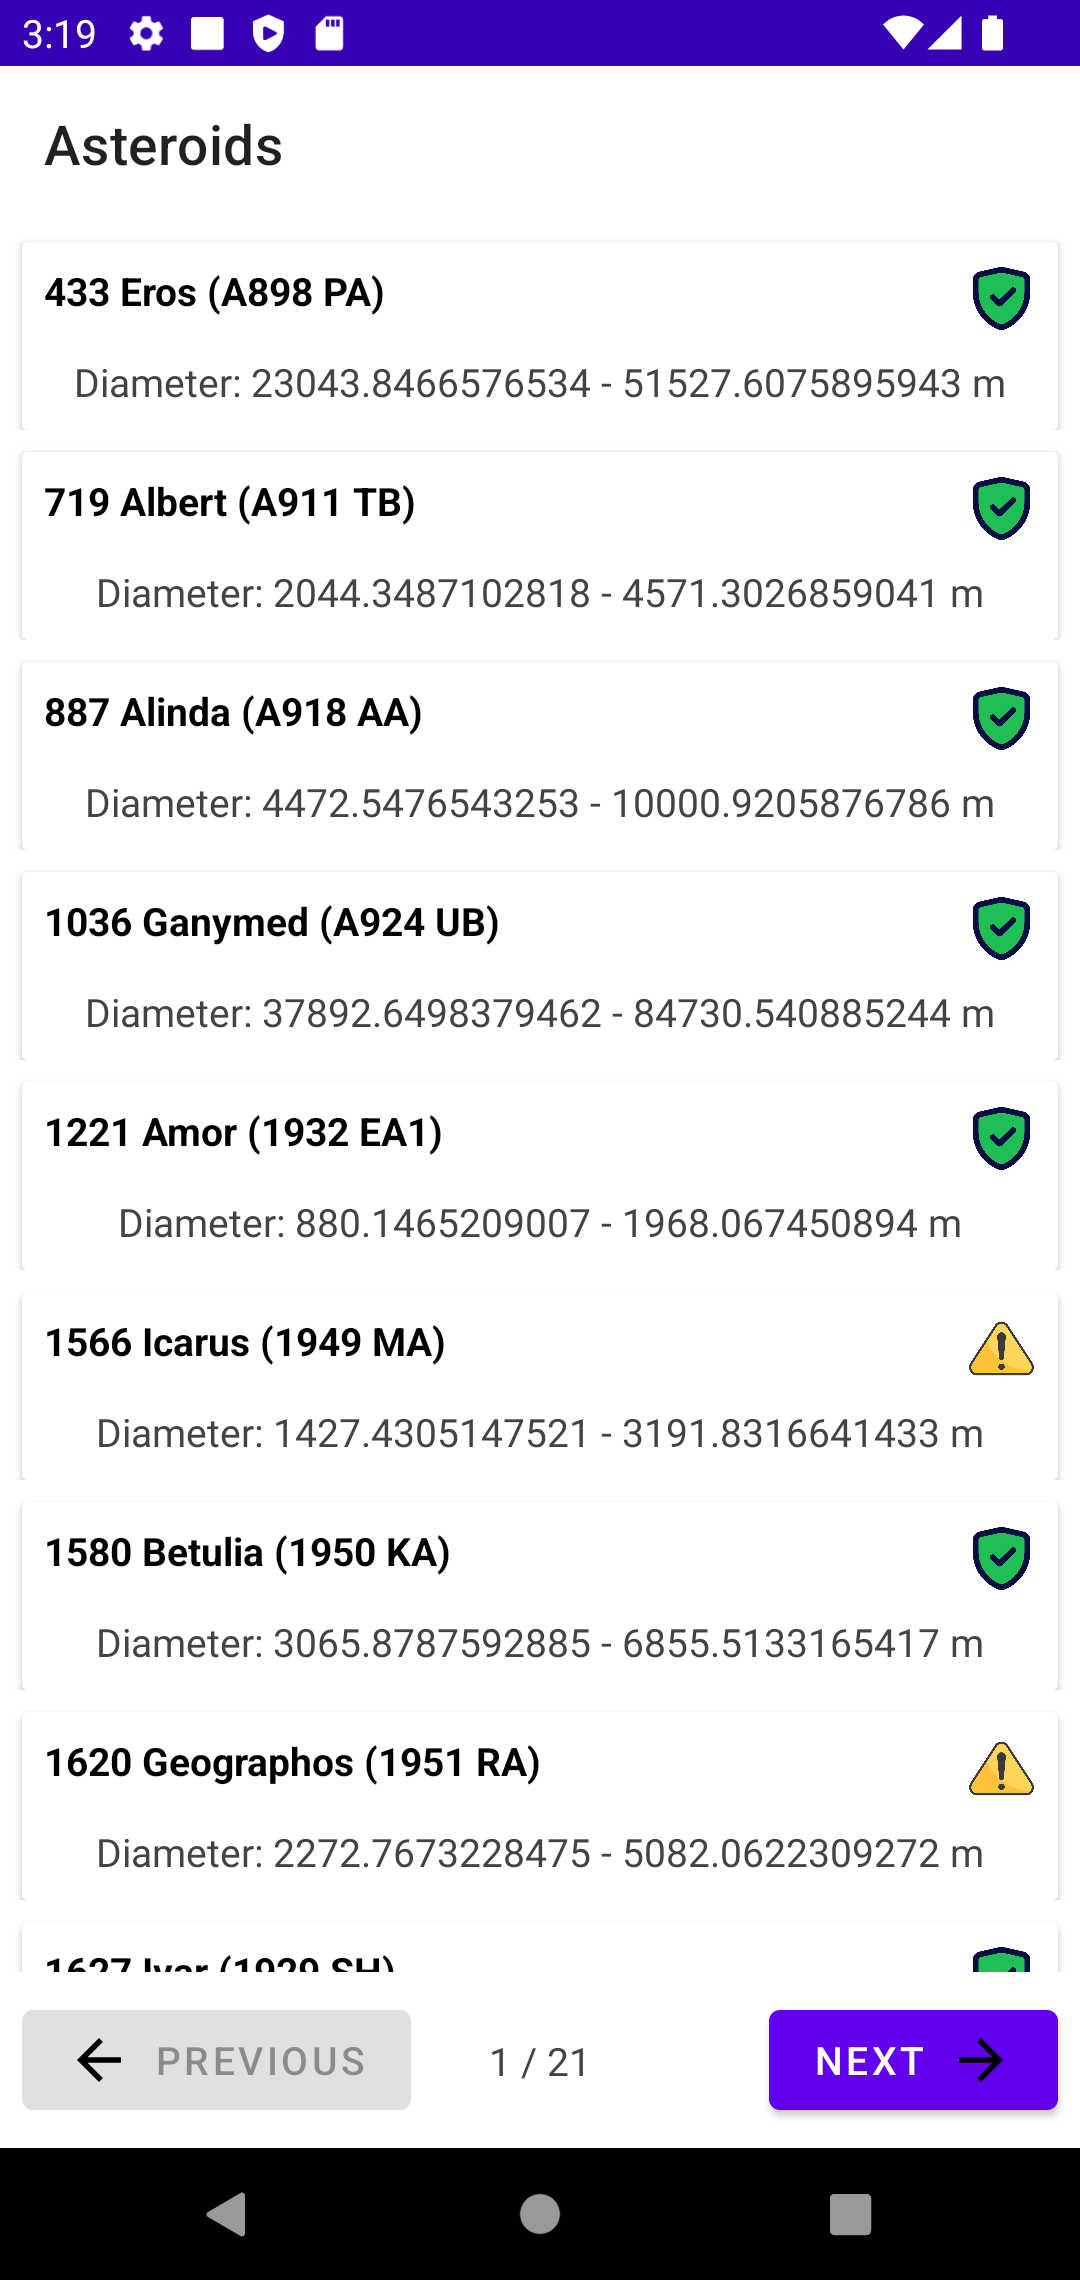 3:19
Asteroids
433 Eros (A898 PA)
Diameter: 23043.8466576534 - 51527.6075895943 m
719 Albert (A911 TB)
Diameter: 2044.3487102818 - 4571.3026859041 m
887 Alinda (A918 AA)
Diameter: 4472.5476543253 - 10000.9205876786 m
1036 Ganymed (A924 UB)
Diameter: 37892.6498379462 - 84730.540885244 m
1221 Amor (1932 EA1)
Diameter: 880.1465209007 - 1968.067450894 m
1566 Icarus (1949 MA)
Diameter: 1427.4305147521 - 3191.8316641433 m
1580 Betulia (1950 KA)
Diameter: 3065.8787592885 - 6855.5133165417 m
1620 Geographos (1951 RA)
Diameter: 2272.7673228475 - 5082.0622309272 m
1627 Ivar (1929 SH)
PREVIOUS
1 / 21
NEXT